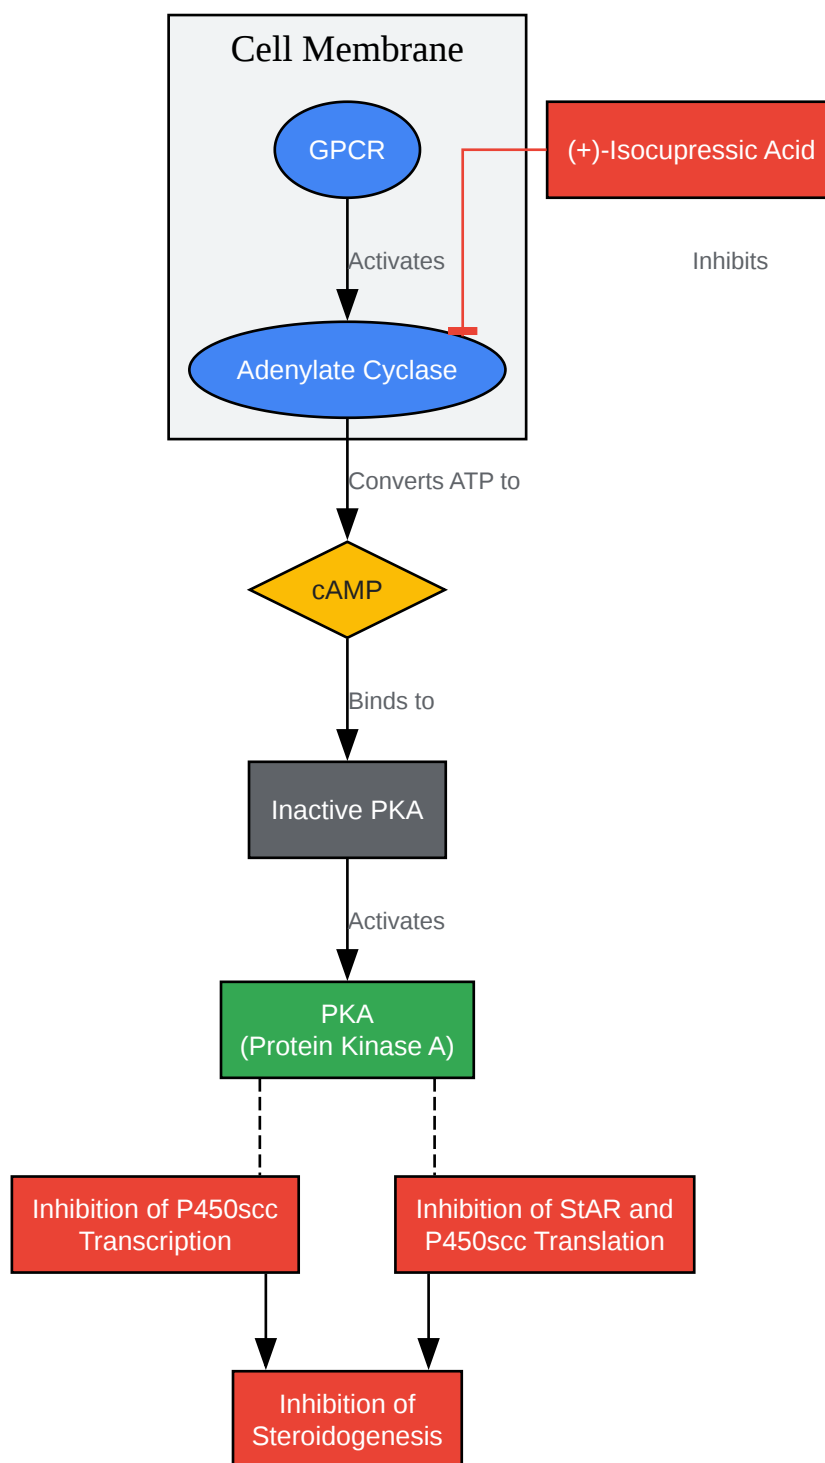 Cell Membrane
GPCR
(+)-Isocupressic Acid
Activates
Inhibits
Adenylate Cyclase
Converts ATP to
cAMP
Binds to
Inactive PKA
Activates
PKA
(Protein Kinase A)
Inhibition of P450scc
Transcription
Inhibition of StAR and
P450scc Translation
Inhibition of
Steroidogenesis